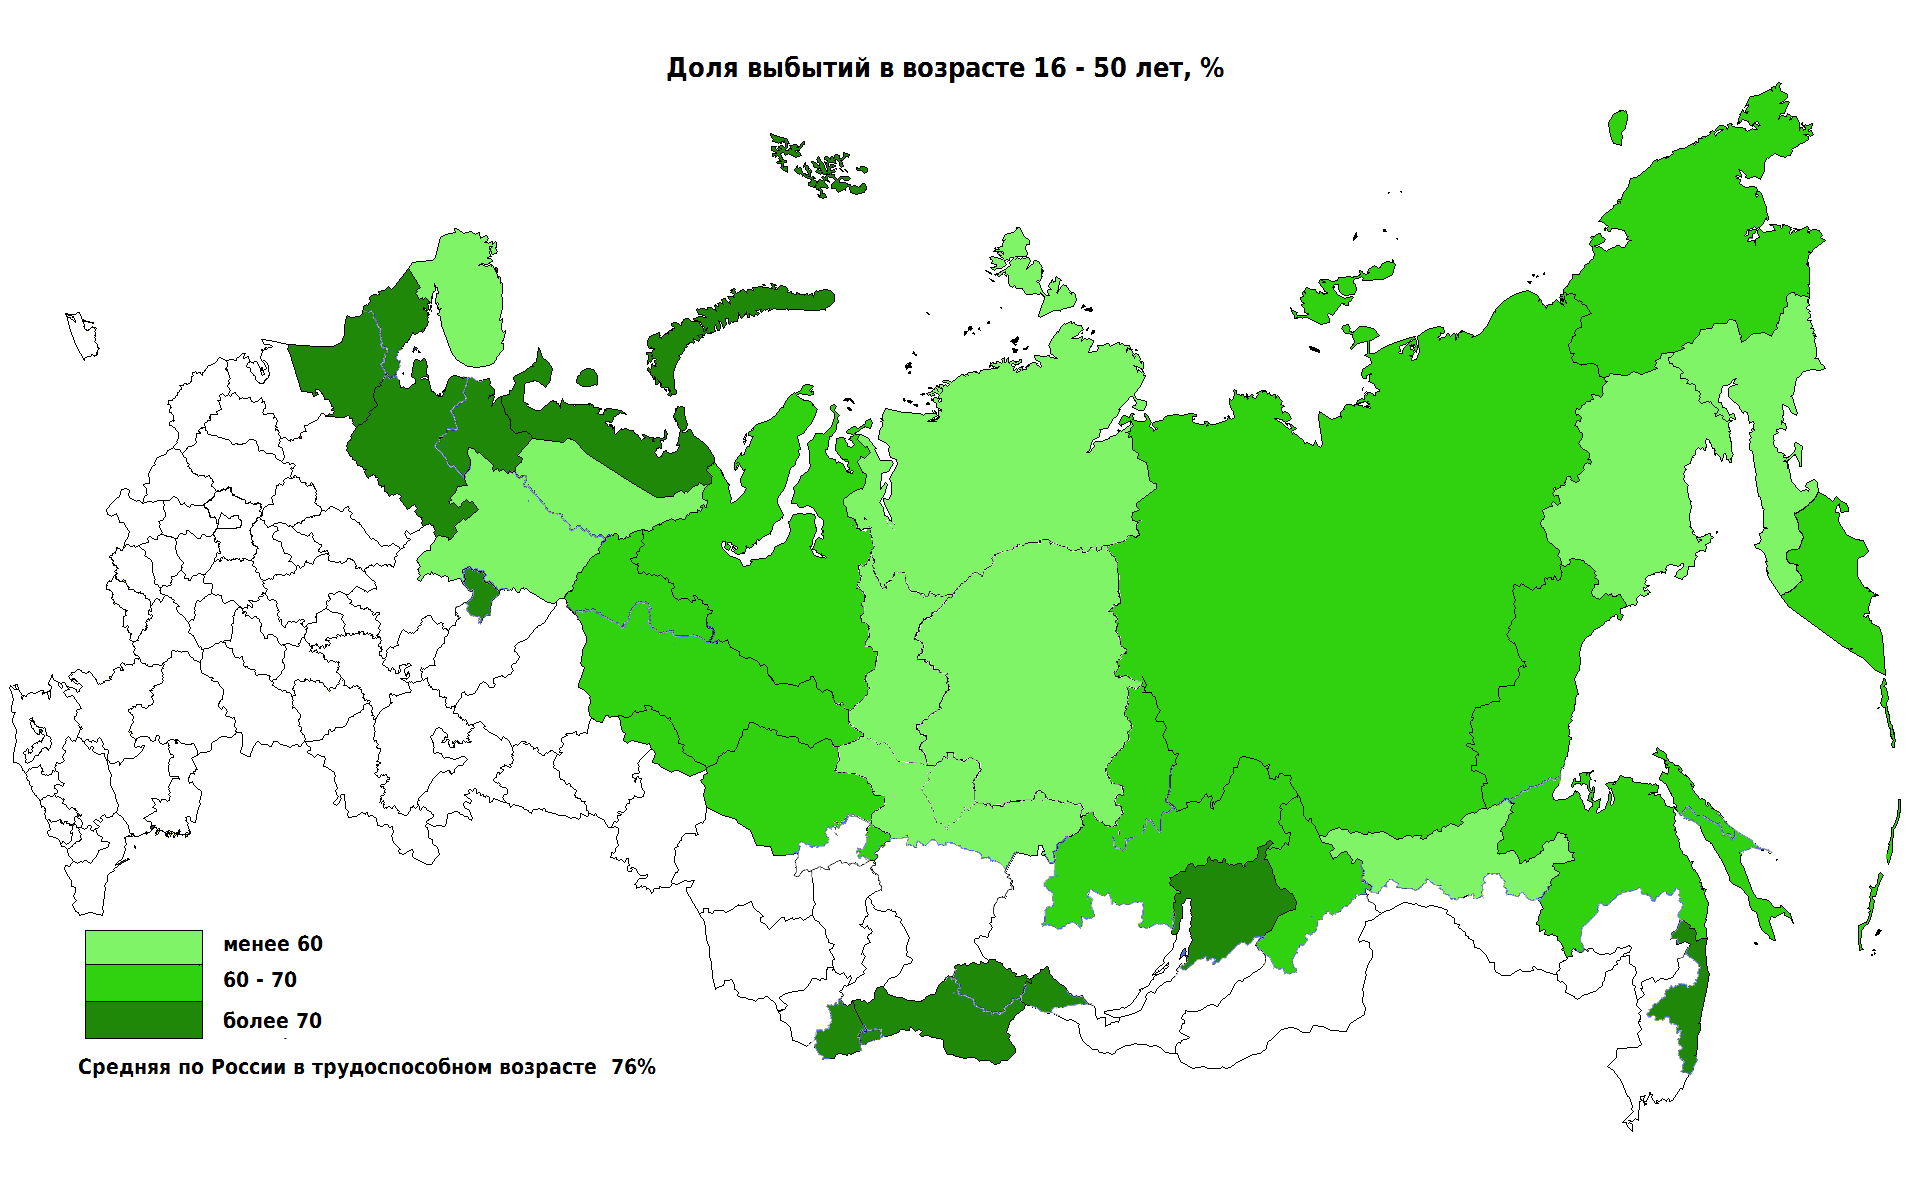 Доля выбытий в возрасте 16 - 50 лет, %
менее 60
60 - 70
более 70
Средняя по России в трудоспособном возрасте 76%